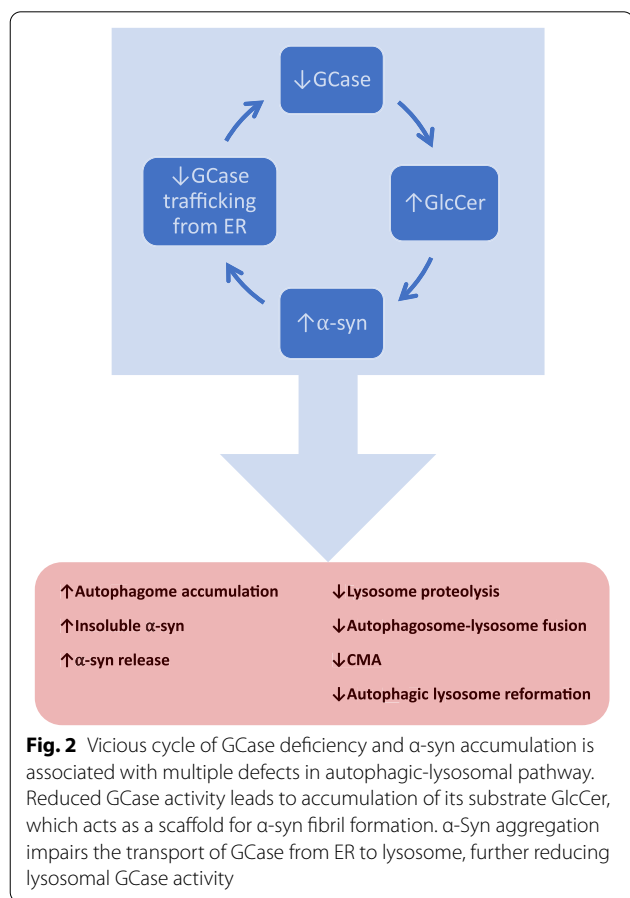 ↓GCase
↓GCase
trafficking
from ER
↑GlcCer
↑α-syn
↑Autophagome accumulation
↑Insoluble α-syn
↑α-syn release
↓Lysosome proteolysis
↓Autophagosome-lysosome fusion
↓CMA
↓Autophagic lysosome reformation
Fig. 2 Vicious cycle of GCase deficiency and α-syn accumulation is
associated with multiple defects in autophagic-lysosomal pathway.
Reduced GCase activity leads to accumulation of its substrate GlcCer,
which acts as a scaffold for α-syn fibril formation. α-Syn aggregation
impairs the transport of GCase from ER to lysosome, further reducing
lysosomal GCase activity